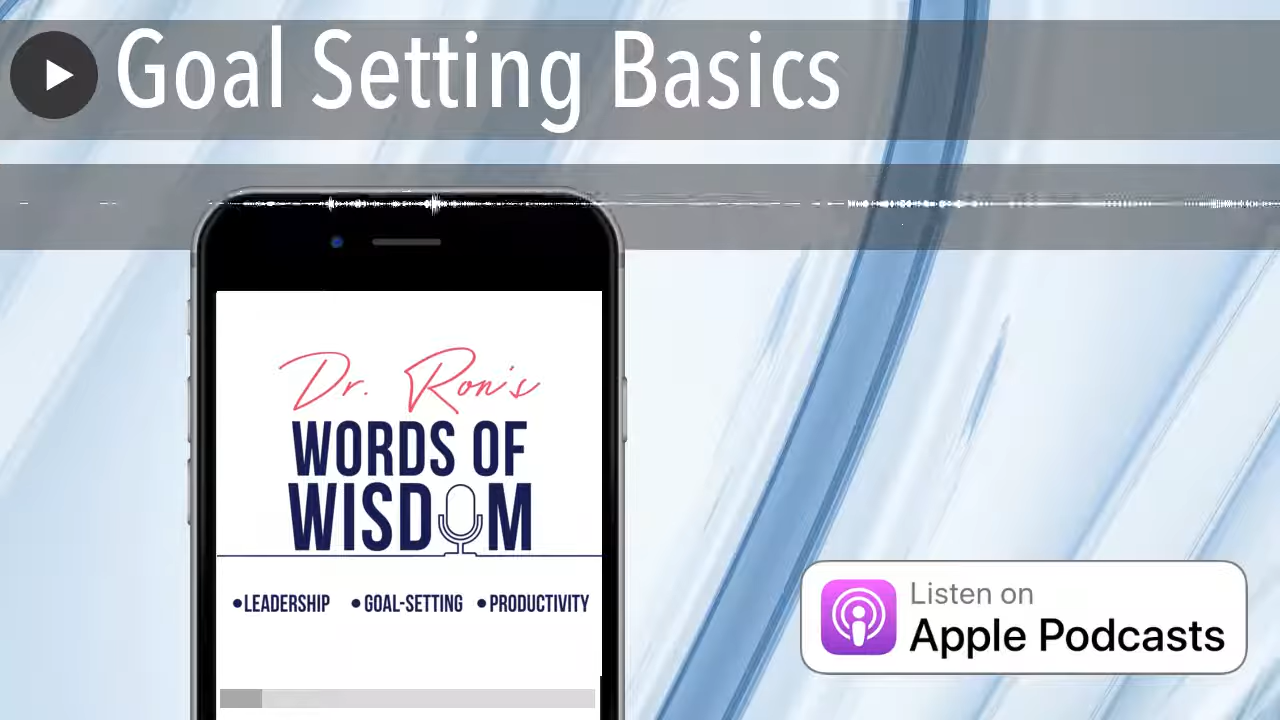 Goal Setting Basics
Dr. Ron's
WORDS OF
WISDOM
•LEADERSHIP •GOAL-SETTING •PRODUCTIVITY
Listen on
Apple Podcasts